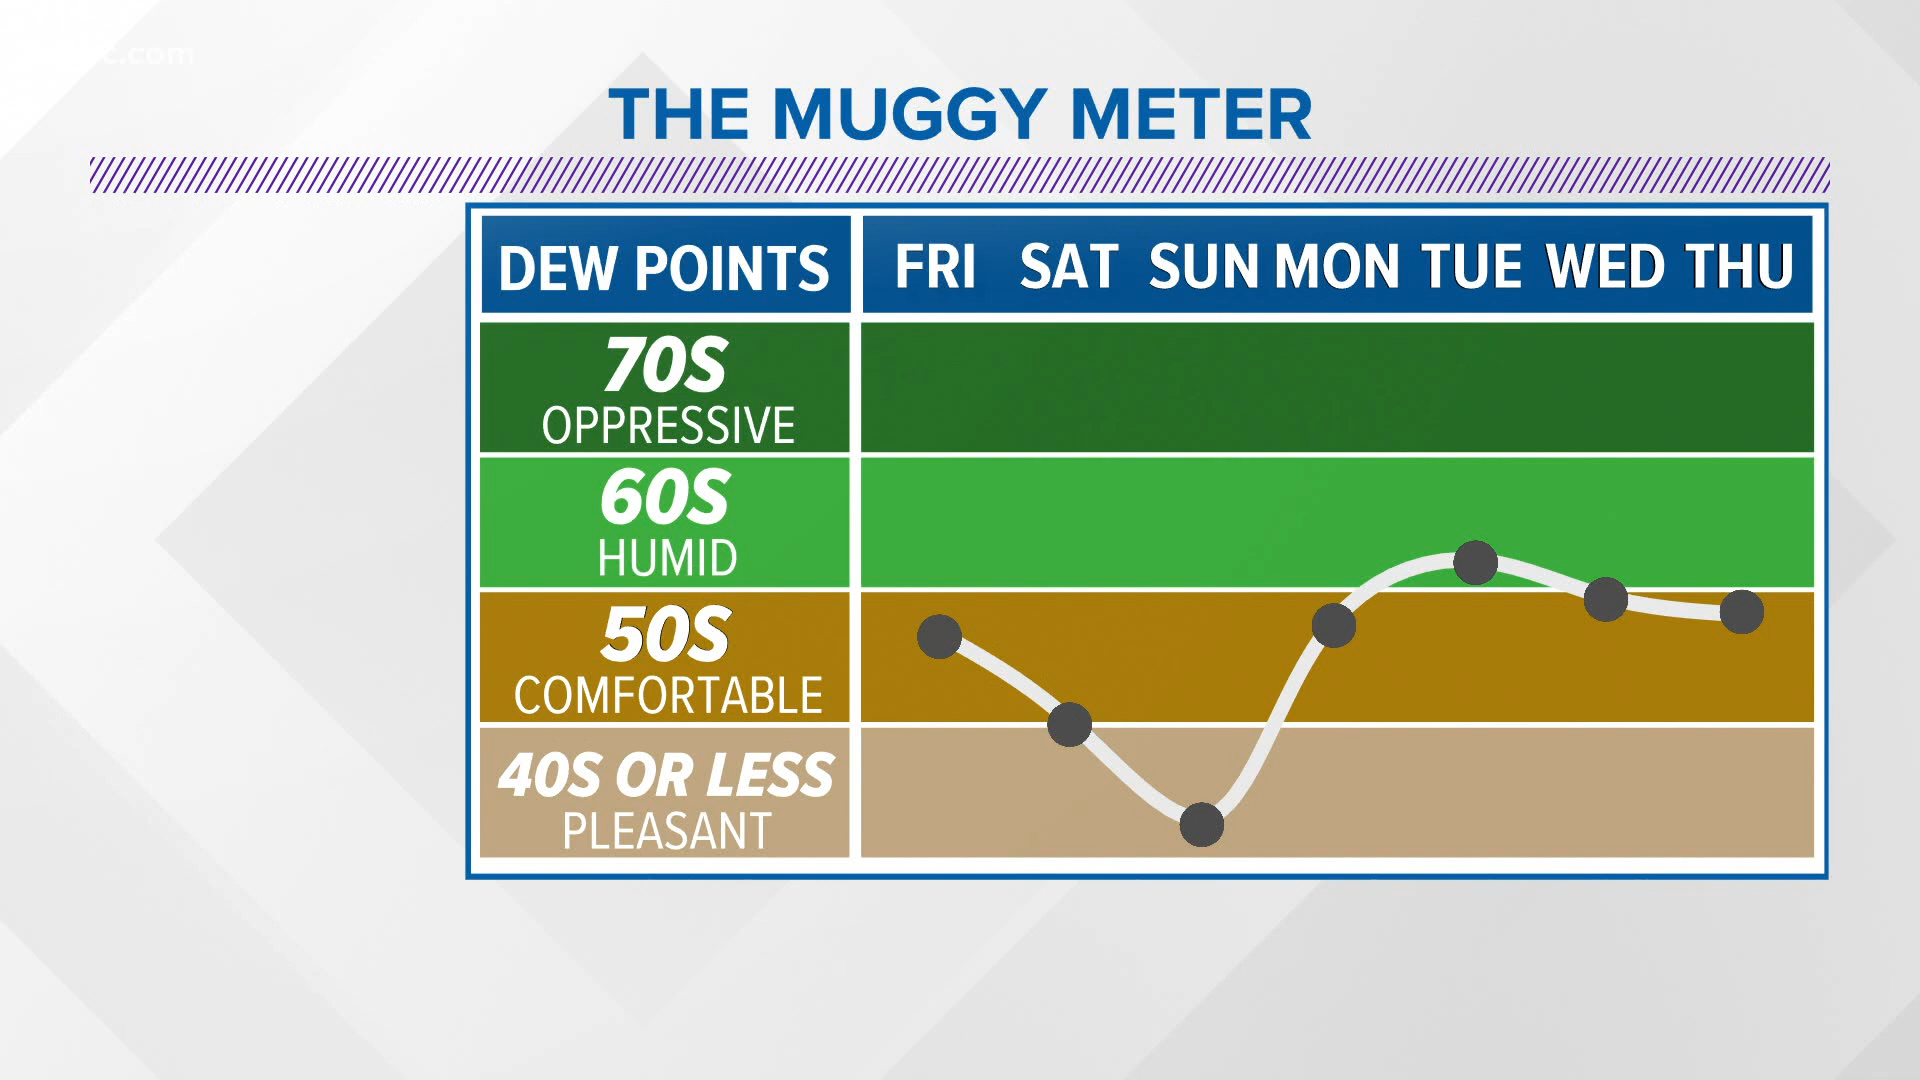 THE MUGGY METER
DEW POINTS FRI SAT SUN MON TUE WED THU
70S
OPPRESSIVE
60S
HUMID
50S
COMFORTABLE
40S OR LESS
PLEASANT